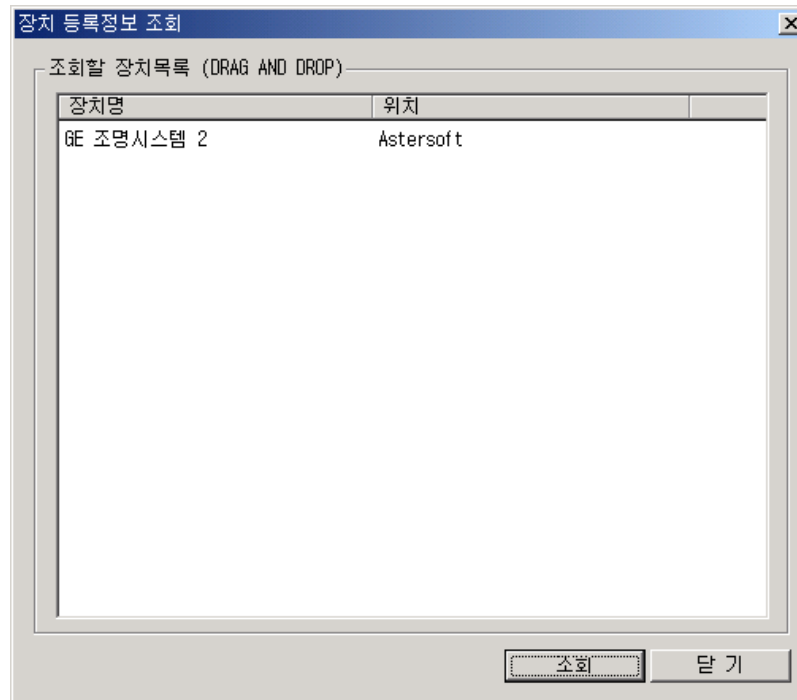 장치 등록정보 조회
조회할 장치목록 (DRAG AND DROP)
장치명 위치
GE 조명시스템 2 Astersoft
조회 닫 기